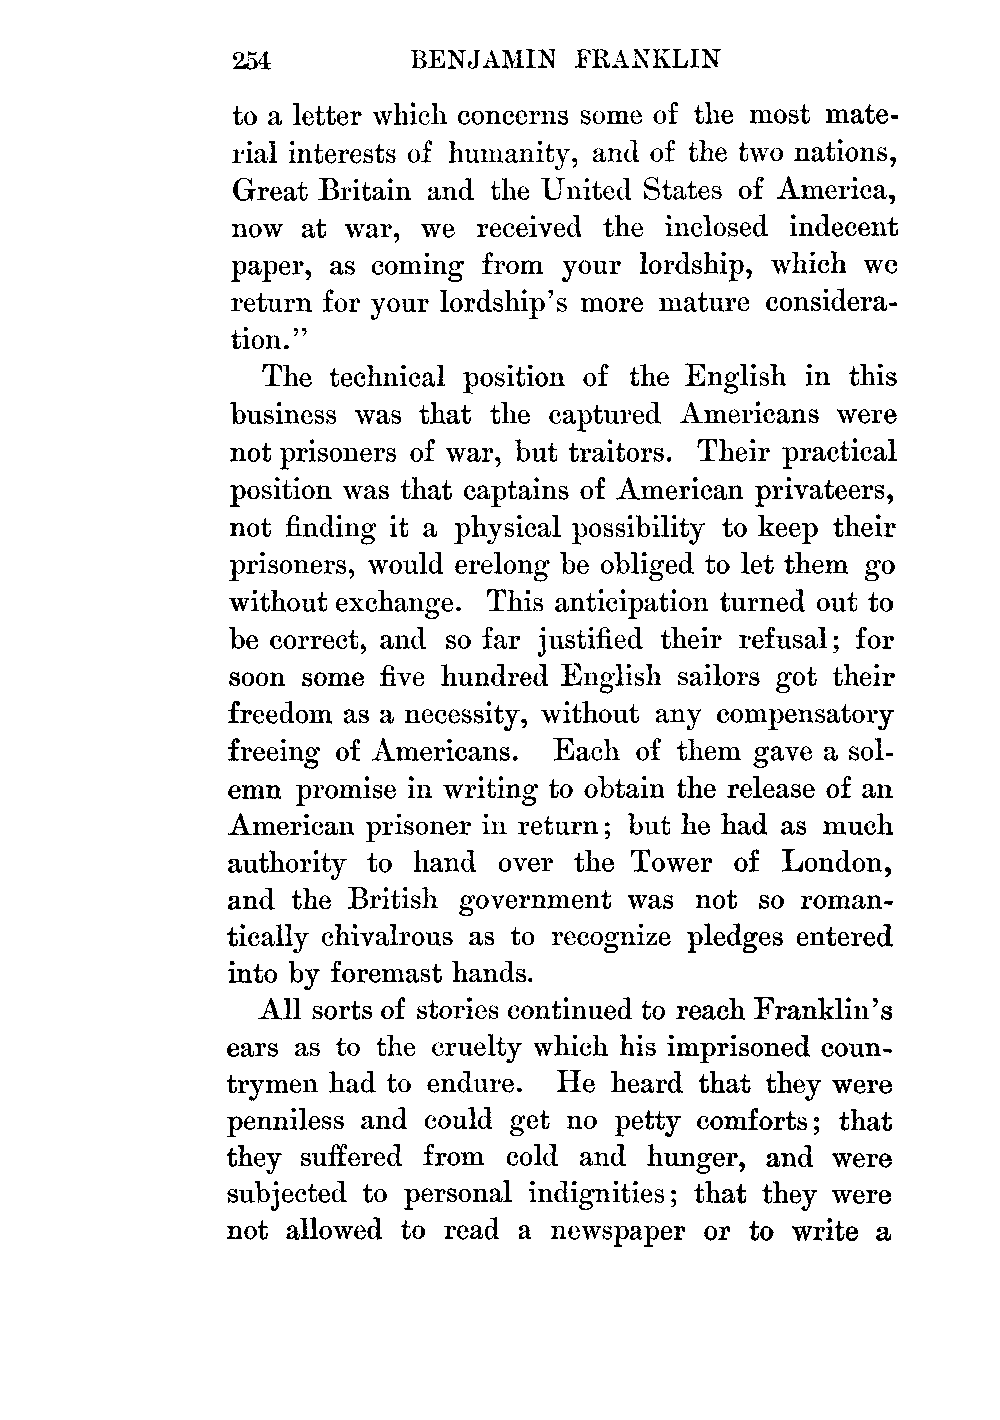 254 BENJAMIN FRANKLIN
to a letter which concerns some of the most mate-
rial interests of humanity, and of the two nations,
Great Britain and the United States of America,
now at war, we received the inclosed indecent
paper, as coming from your lordship, which we
return for your lordship's more mature considera-
tion."
The technical position of the English in this
business was that the captured Americans were
not prisoners of war, but traitors. Their practical
position was that captains of American privateers,
not finding it a physical possibility to keep their
prisoners, would erelong be obliged to let them go
without exchange. This anticipation turned out to
be correct, and so far justified their refusal; for
soon some five hundred English sailors got their
freedom as a necessity, without any compensatory
freeing of Americans. Each of them gave a sol-
emn promise in writing to obtain the release of an
American prisoner in return; but he had as much
authority to hand over the Tower of London,
and the British government was not so roman-
tically chivalrous as to recognize pledges entered
into by foremast hands.
All sorts of stories continued to reach Franklin's
ears as to the cruelty which his imprisoned coun-
trymen had to endure. He heard that they were
penniless and could get no petty comforts; that
they suffered from cold and hunger, and were
subjected to personal indignities; that they were
not allowed to read a newspaper or to write a